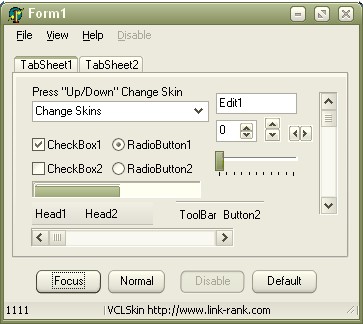 Form1
File View Help Disable
TabSheet1 TabSheet2
Press "Up/Down" Change Skin
Edit1
Change Skins
0
CheckBox1 RadioButton1
CheckBox2 RadioButton2
Head1 Head2 ToolBar Button2
Focus Normal Disable Default
1111 VCLSkin http://www.link-rank.com